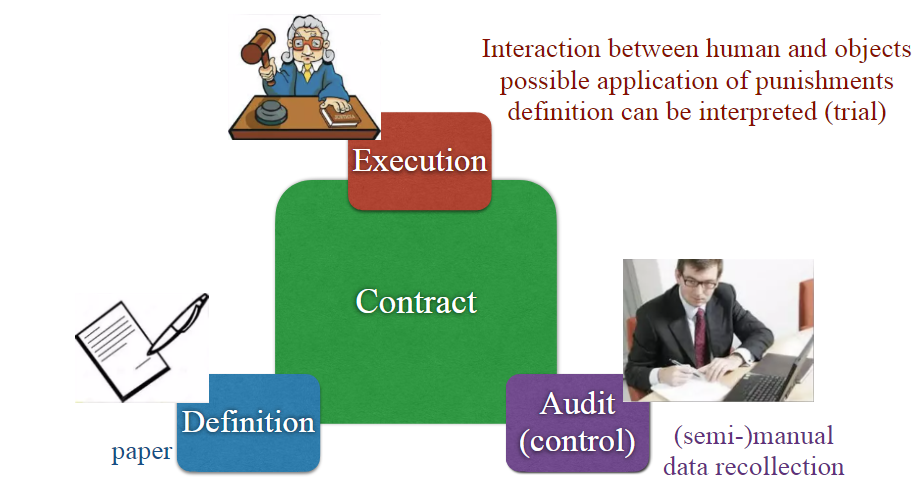 Interaction between human and objects
possible application of punishments
definition can be interpreted (trial)
Execution
Contract
Definition
paper
Audit
(control)
(semi-)manual
data recollection